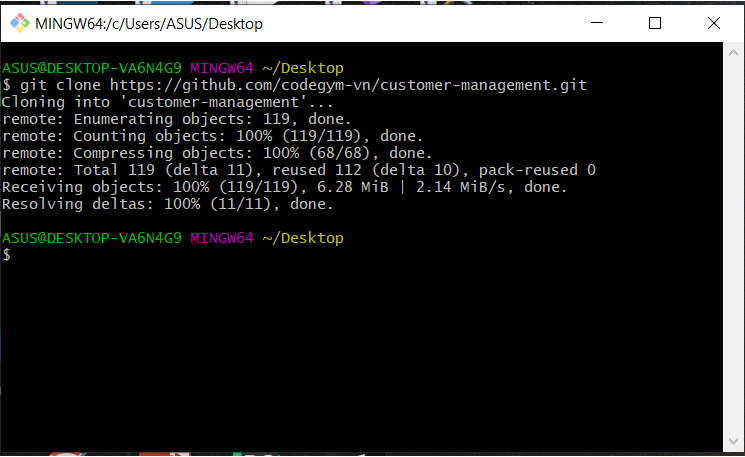 MINGW64:/c/Users/ASUS/Desktop
ASUS@DESKTOP-VA6N4G9 MINGW64 ~/Desktop
$ git clone https://github.com/codegym-vn/customer-management.git
Cloning into 'customer-management'...
remote: Enumerating objects: 119, done.
remote: Counting objects: 100% (119/119), done.
remote: Compressing objects: 100% (68/68), done.
remote: Total 119 (delta 11), reused 112 (delta 10), pack-reused 0
Receiving objects: 100% (119/119), 6.28 MiB | 2.14 MiB/s, done.
Resolving deltas: 100% (11/11), done.
ASUS@DESKTOP-VA6N4G9 MINGW64 ~/Desktop
$